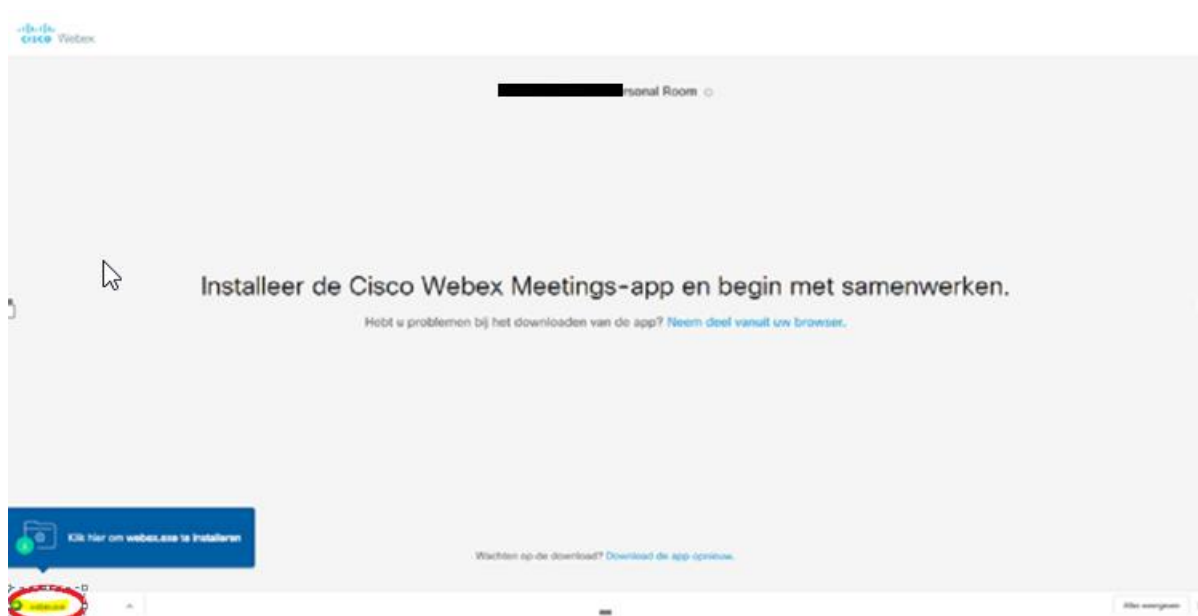 CISCO Webex
rsonal Room
Installeer de Cisco Webex Meetings-app en begin met samenwerken.
Hebt u problemen bij het downloaden van de app? Neem deel vanuit uw browser.
Klik hier om webex.exe te installeren
Wachten op de download? Download de app opnieuw.
webex.exe
Alles weergeven